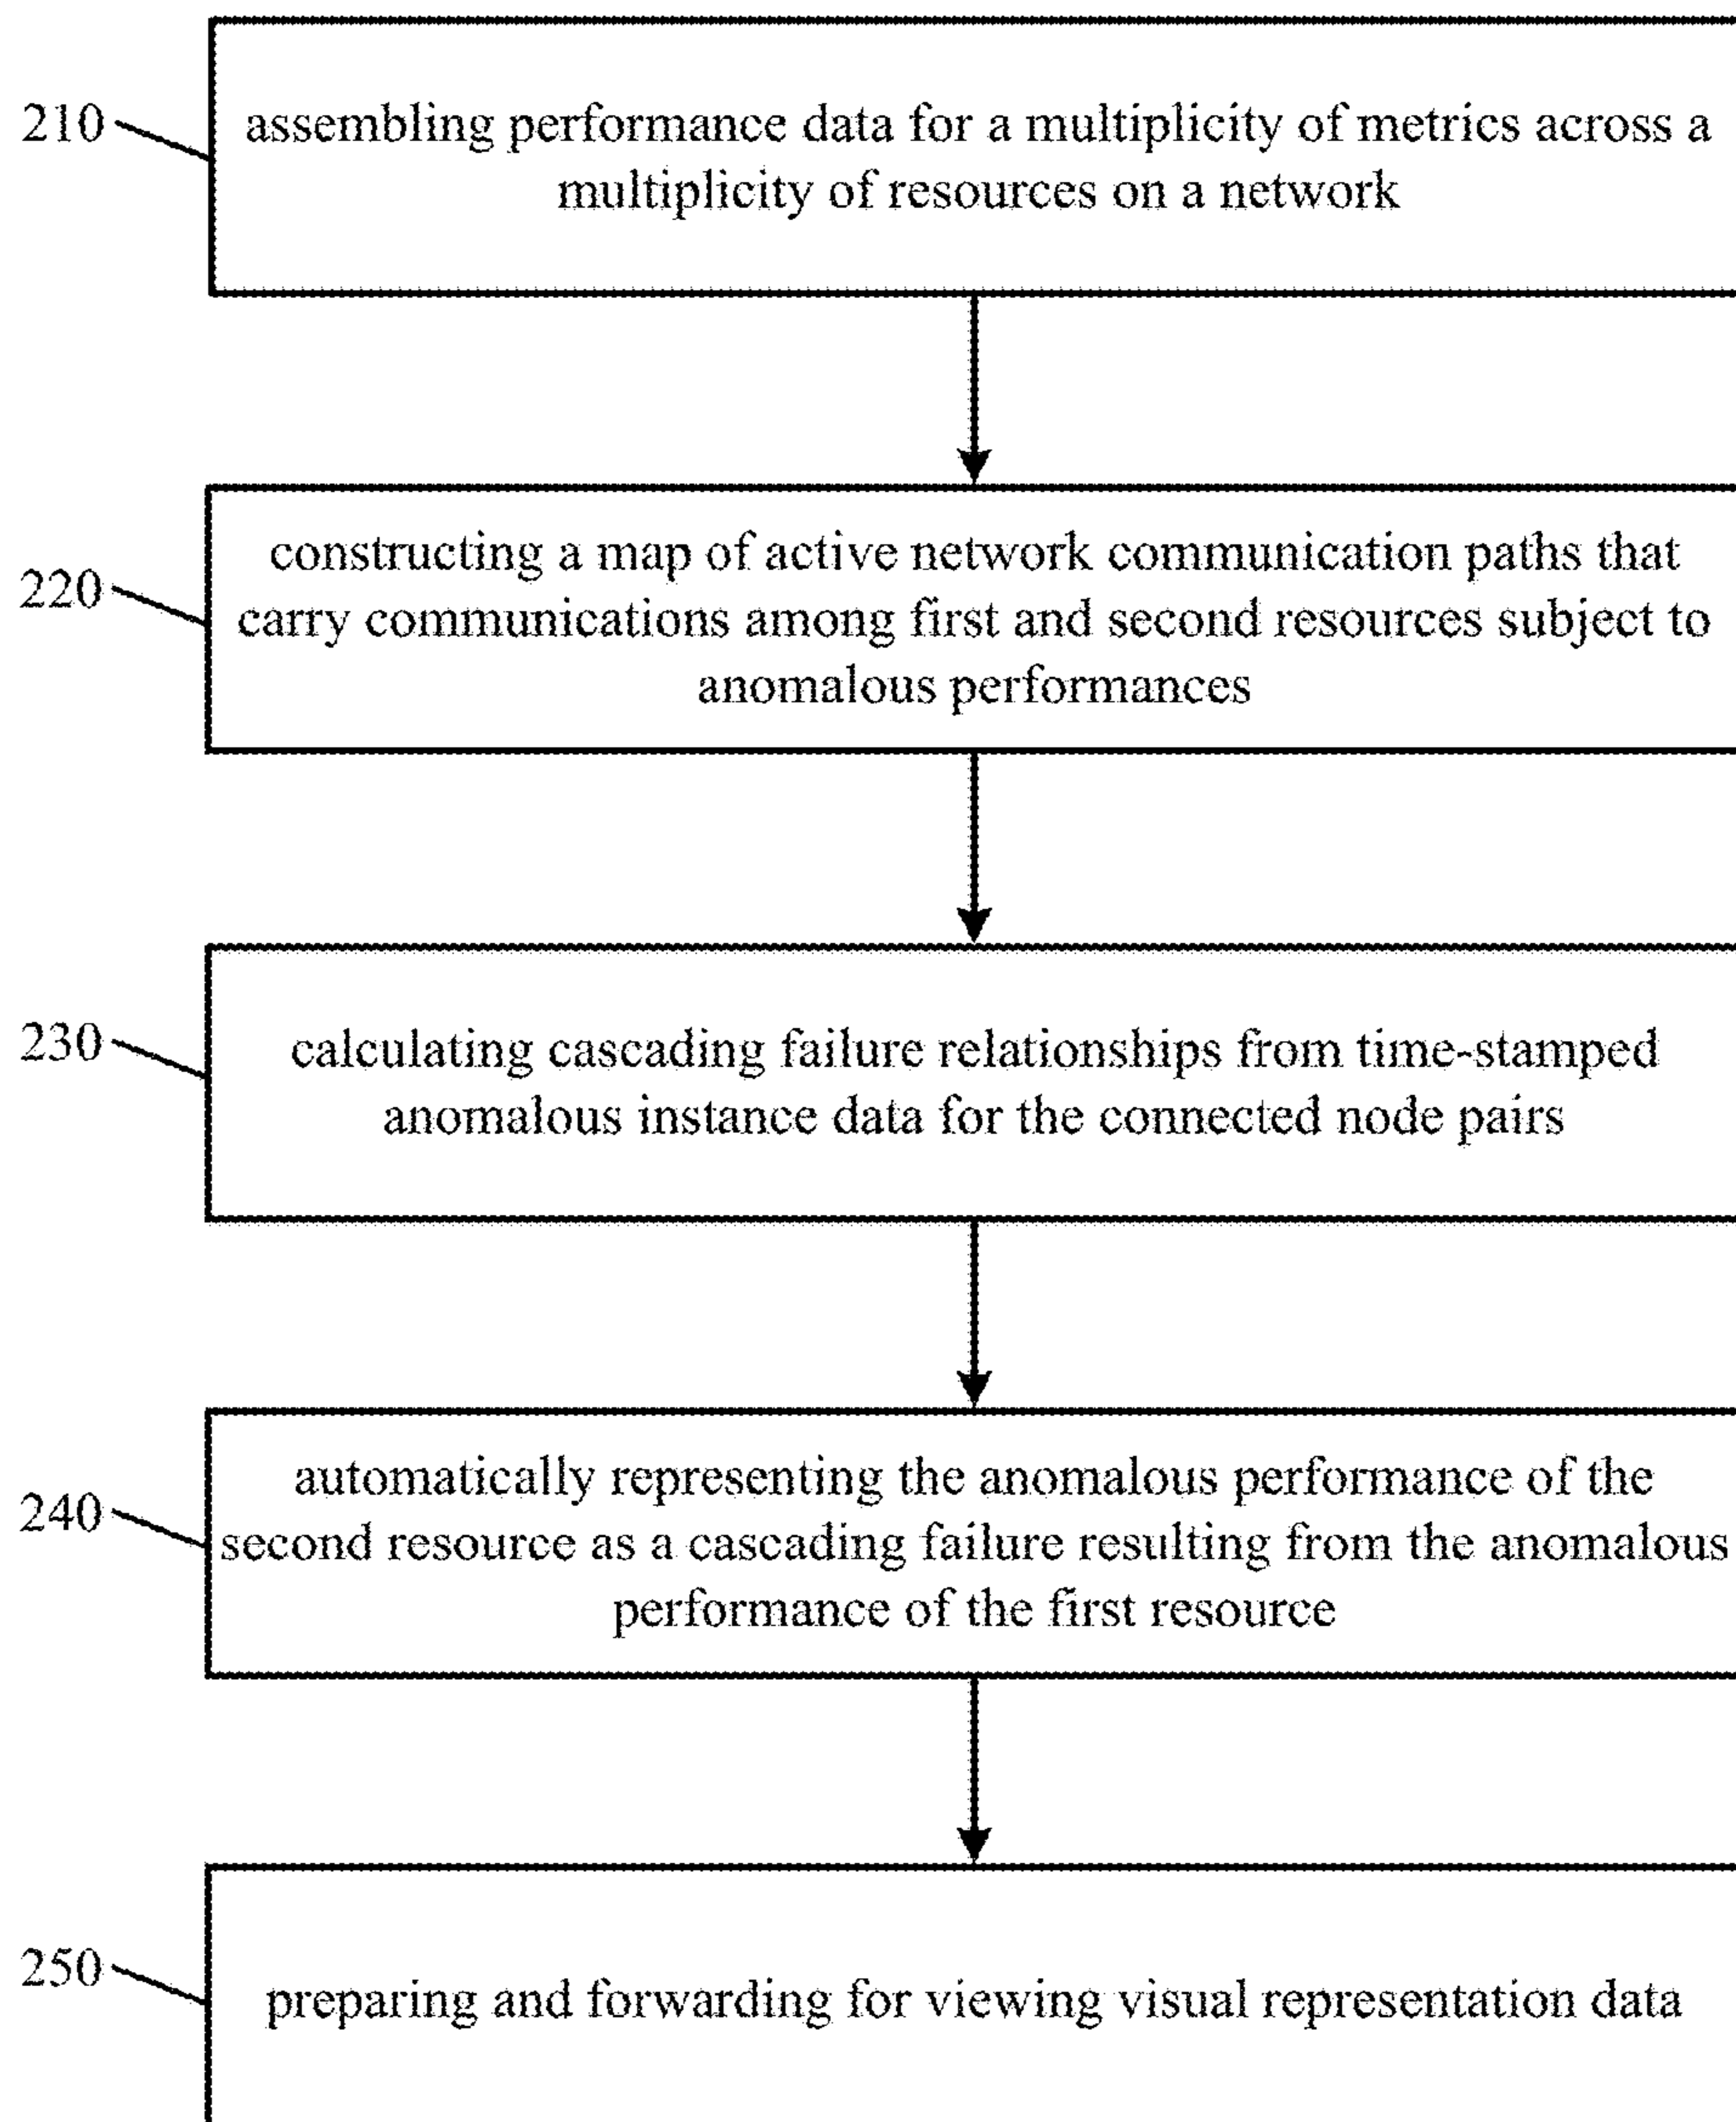 210
assembling performance data for a multiplicity of metrics across a
multiplicity of resources on a network
220
constructing a map of active network communication paths that
carry communications among first and second resources subject to
anomalous performances
230
calculating cascading failure relationships from time-stamped
anomalous instance data for the connected node pairs
240
automatically representing the anomalous performance of the
second resource as a cascading failure resulting from the anomalous
performance of the first resource
250
preparing and forwarding for viewing visual representation data